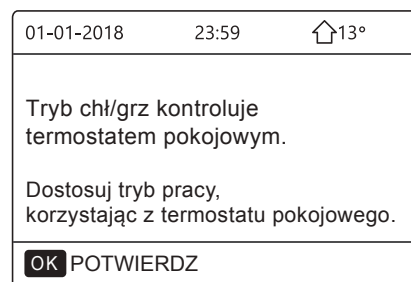 01-01-2018 23:59 13°
Tryb chł/grz kontroluje
termostatem pokojowym.
Dostosuj tryb pracy,
korzystając z termostatu pokojowego.
OK POTWIERDZ